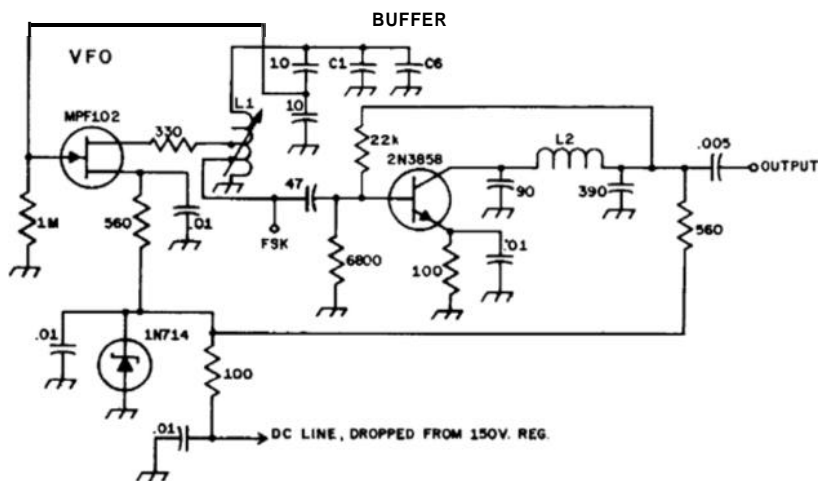 BUFFER
VFO
10
C1
C6
L1
MPF102
10
330
22k
L2
.005
2N3858
OUTPUT
47
90
390
1M
560
.01
FSK
6800
100
.01
560
.01
1N714
100
.01
DC LINE, DROPPED FROM 150V. REG.